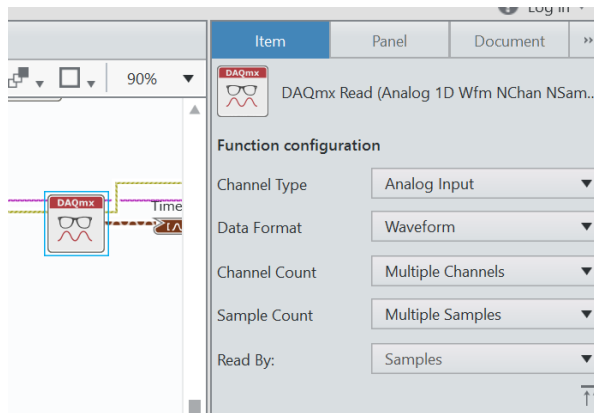 Log in
Item Panel Document
90%
DAQmx
DAQmx Read (Analog 1D Wfm NChan NSam...
Function configuration
Channel Type Analog Input
DAQmx
Time
Data Format Waveform
Channel Count Multiple Channels
Sample Count Multiple Samples
Read By: Samples